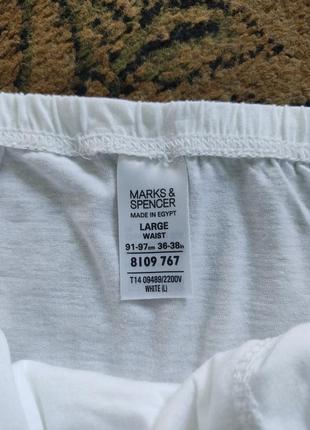 MARKS &
SPENCER
MADE IN EGYPT
LARGE
WAIST
91-97cm 36-38in
8109 767
T14 09489/2200V
WHITE (L)